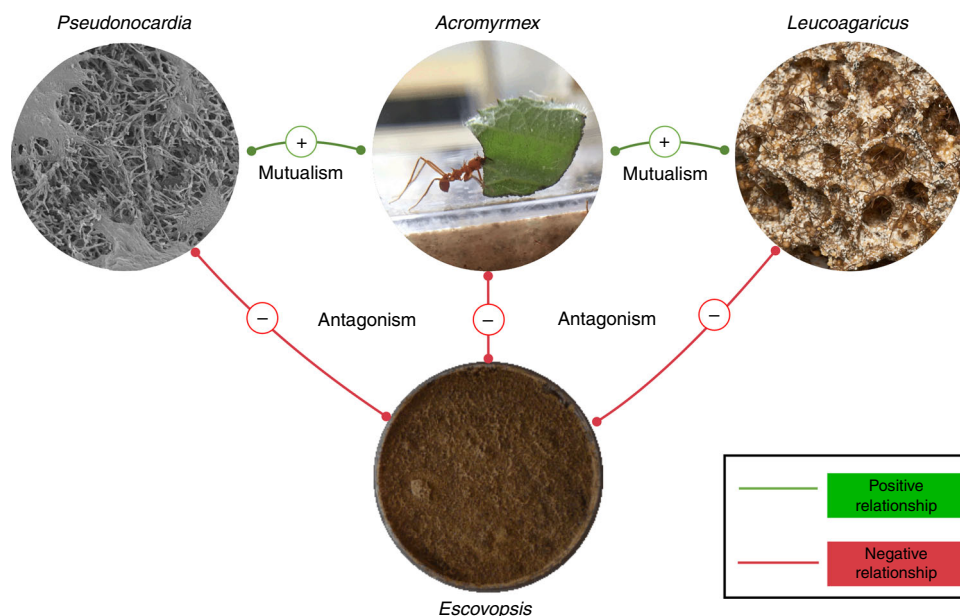 Pseudonocardia
Acromyrmex
Leucoagaricus
+
Mutualism
+
Mutualism
−
Antagonism
−
Antagonism
−
Positive
relationship
Negative
relationship
Escovopsis